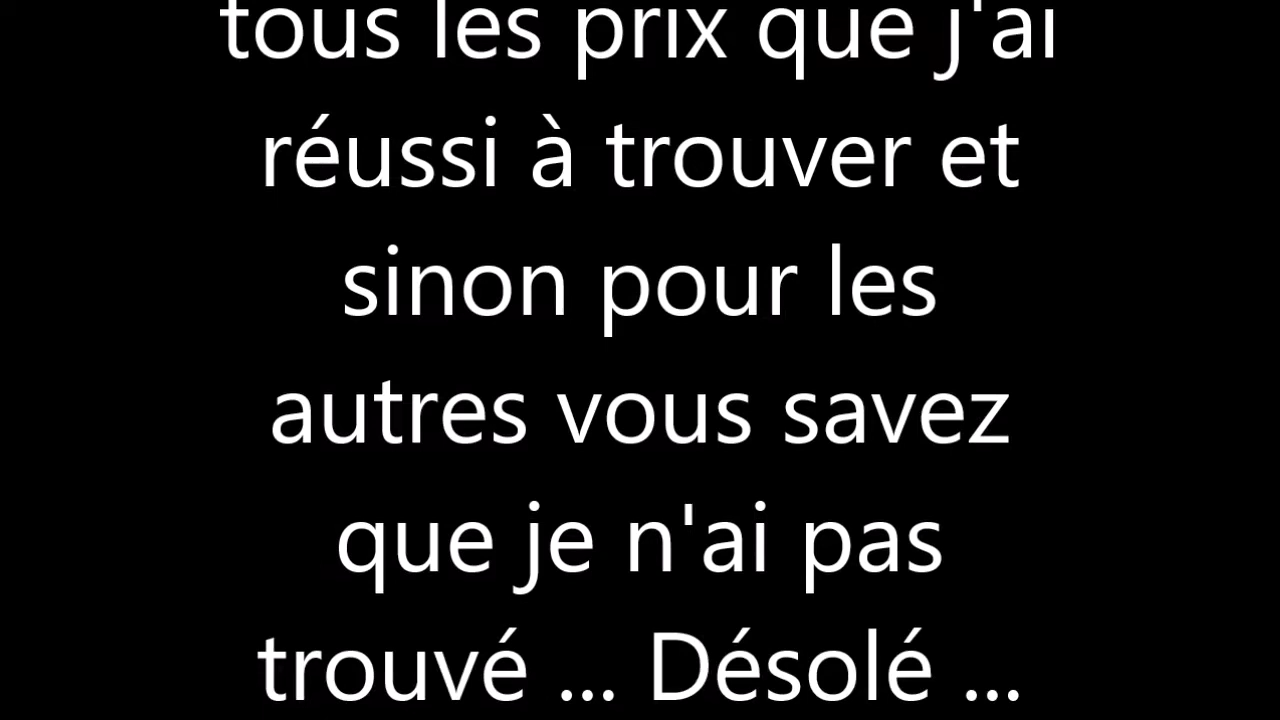 tous les prix que j'ai
réussi à trouver et
sinon pour les
autres vous savez
que je n'ai pas
trouvé ... Désolé ...